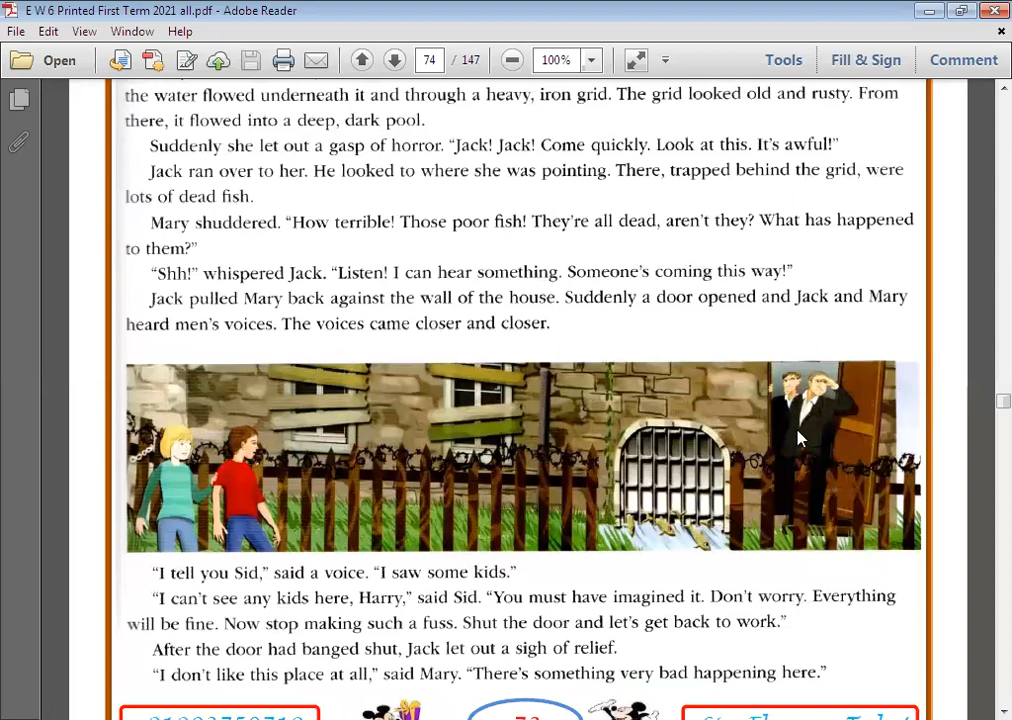 E W 6 Printed First Term 2021 all.pdf - Adobe Reader
File Edit View Window Help
Open 74 / 147 100% Tools Fill & Sign Comment
the water flowed underneath it and through a heavy, iron grid. The grid looked old and rusty. From
there, it flowed into a deep, dark pool.
Suddenly she let out a gasp of horror. “Jack! Jack! Come quickly. Look at this. It’s awful!”
Jack ran over to her. He looked to where she was pointing. There, trapped behind the grid, were
lots of dead fish.
Mary shuddered. “How terrible! Those poor fish! They’re all dead, aren’t they? What has happened
to them?”
“Shh!” whispered Jack. “Listen! I can hear something. Someone’s coming this way!”
Jack pulled Mary back against the wall of the house. Suddenly a door opened and Jack and Mary
heard men’s voices. The voices came closer and closer.
“I tell you Sid,” said a voice. “I saw some kids.”
“I can’t see any kids here, Harry,” said Sid. “You must have imagined it. Don’t worry. Everything
will be fine. Now stop making such a fuss. Shut the door and let’s get back to work.”
After the door had banged shut, Jack let out a sigh of relief.
“I don’t like this place at all,” said Mary. “There’s something very bad happening here.”